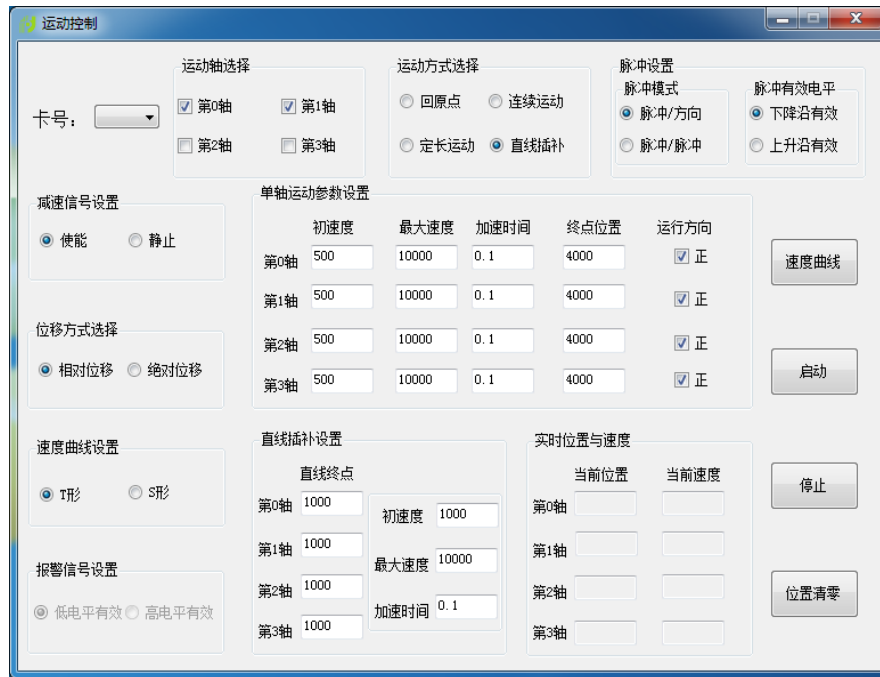 运动控制
运动轴选择
运动方式选择
脉冲设置
脉冲模式
脉冲有效电平
卡号:
第0轴 第1轴
回原点 连续运动
脉冲/方向
下降沿有效
第2轴 第3轴
定长运动 直线插补
脉冲/脉冲
上升沿有效
减速信号设置
使能 静止
单轴运动参数设置
初速度 最大速度 加速时间 终点位置 运行方向
第0轴 500 10000 0.1 4000 正
第1轴 500 10000 0.1 4000 正
第2轴 500 10000 0.1 4000 正
第3轴 500 10000 0.1 4000 正
速度曲线
位移方式选择
相对位移 绝对位移
启动
速度曲线设置
T形 S形
直线插补设置
直线终点
第0轴 1000
第1轴 1000
第2轴 1000
第3轴 1000
初速度 1000
最大速度 10000
加速时间 0.1
实时位置与速度
当前位置 当前速度
第0轴
第1轴
第2轴
第3轴
停止
报警信号设置
低电平有效 高电平有效
位置清零